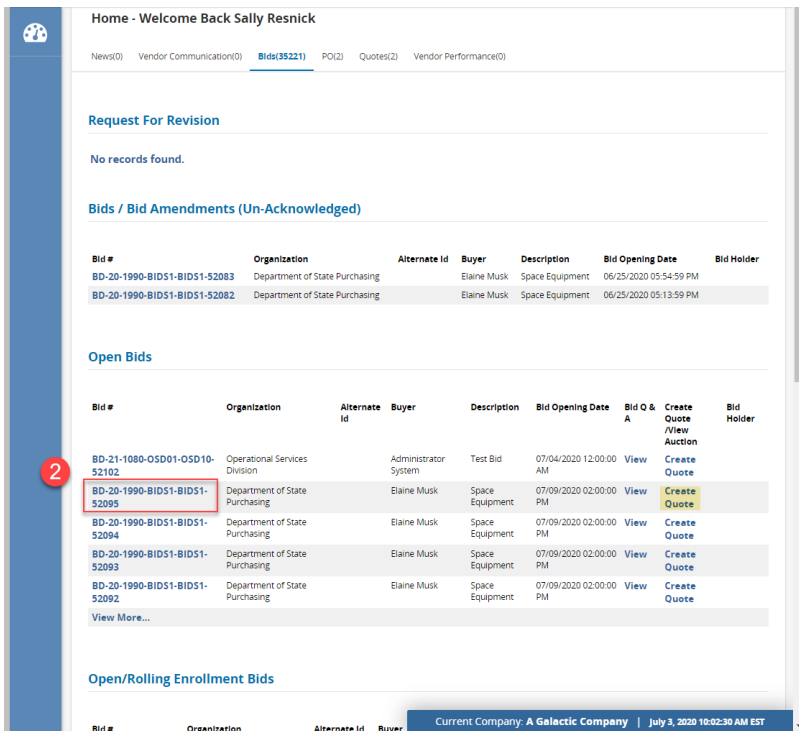 Home - Welcome Back Sally Resnick
News(0) Vendor Communication(0) Bids(35221) PO(2) Quotes(2) Vendor Performance(0)
Request For Revision
No records found.
Bids / Bid Amendments (Un-Acknowledged)
Bid # Organization Alternate Id Buyer Description Bid Opening Date Bid Holder
BD-20-1990-BIDS1-BIDS1-52083 Department of State Purchasing Elaine Musk Space Equipment 06/25/2020 05:54:59 PM
BD-20-1990-BIDS1-BIDS1-52082 Department of State Purchasing Elaine Musk Space Equipment 06/25/2020 05:13:59 PM
Open Bids
Bid # Organization Alternate Buyer Description Bid Opening Date Bid Q & Create Bid
Id A Quote Holder
/View
Auction
BD-21-1080-OSD01-OSD10- Operational Services Administrator Test Bid 07/04/2020 12:00:00 View Create
52102 Division System AM Quote
2
BD-20-1990-BIDS1-BIDS1- Department of State Elaine Musk Space 07/09/2020 02:00:00 View Create
52095 Purchasing Equipment PM Quote
BD-20-1990-BIDS1-BIDS1- Department of State Elaine Musk Space 07/09/2020 02:00:00 View Create
52094 Purchasing Equipment PM Quote
BD-20-1990-BIDS1-BIDS1- Department of State Elaine Musk Space 07/09/2020 02:00:00 View Create
52093 Purchasing Equipment PM Quote
BD-20-1990-BIDS1-BIDS1- Department of State Elaine Musk Space 07/09/2020 02:00:00 View Create
52092 Purchasing Equipment PM Quote
View More...
Open/Rolling Enrollment Bids
Bid # Organization Alternate Id Buyer
Current Company: A Galactic Company | July 3, 2020 10:02:30 AM EST